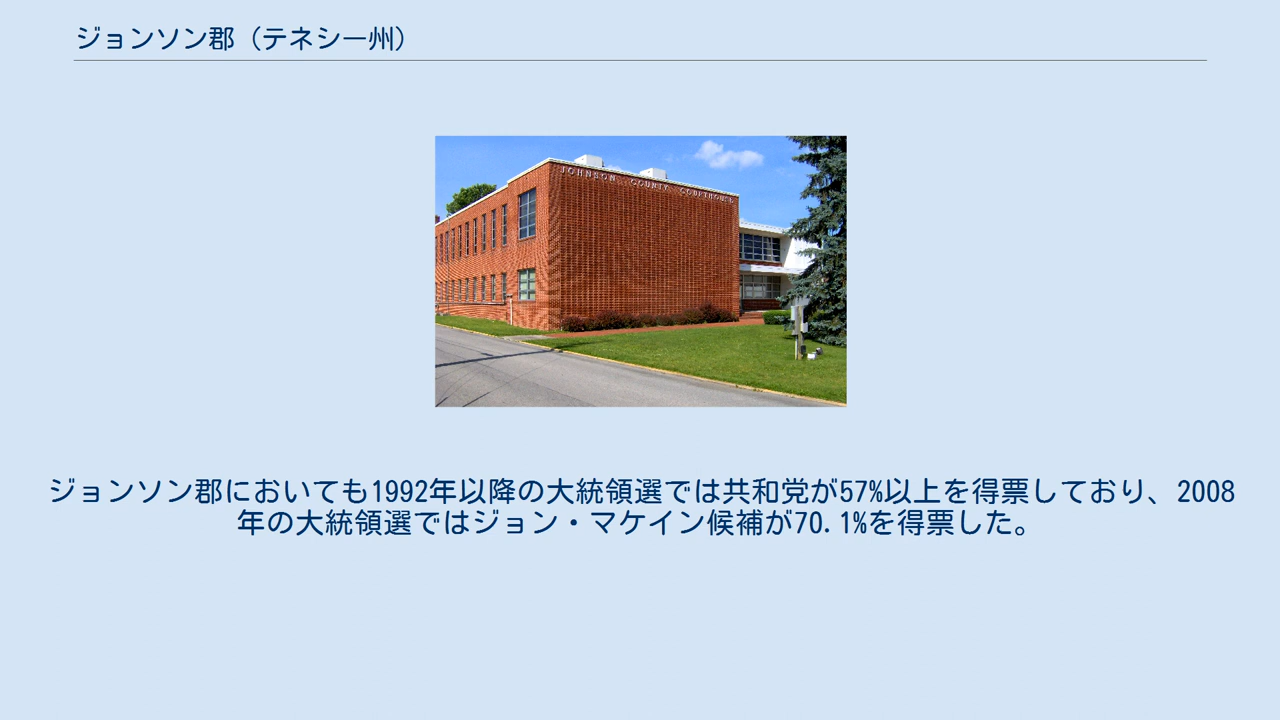 ジョンソン郡（テネシー州）
JOHNSON COUNTY COURTHOUSE
ジョンソン郡においても1992年以降の大統領選では共和党が57%以上を得票しており、2008
年の大統領選ではジョン・マケイン候補が70.1%を得票した。